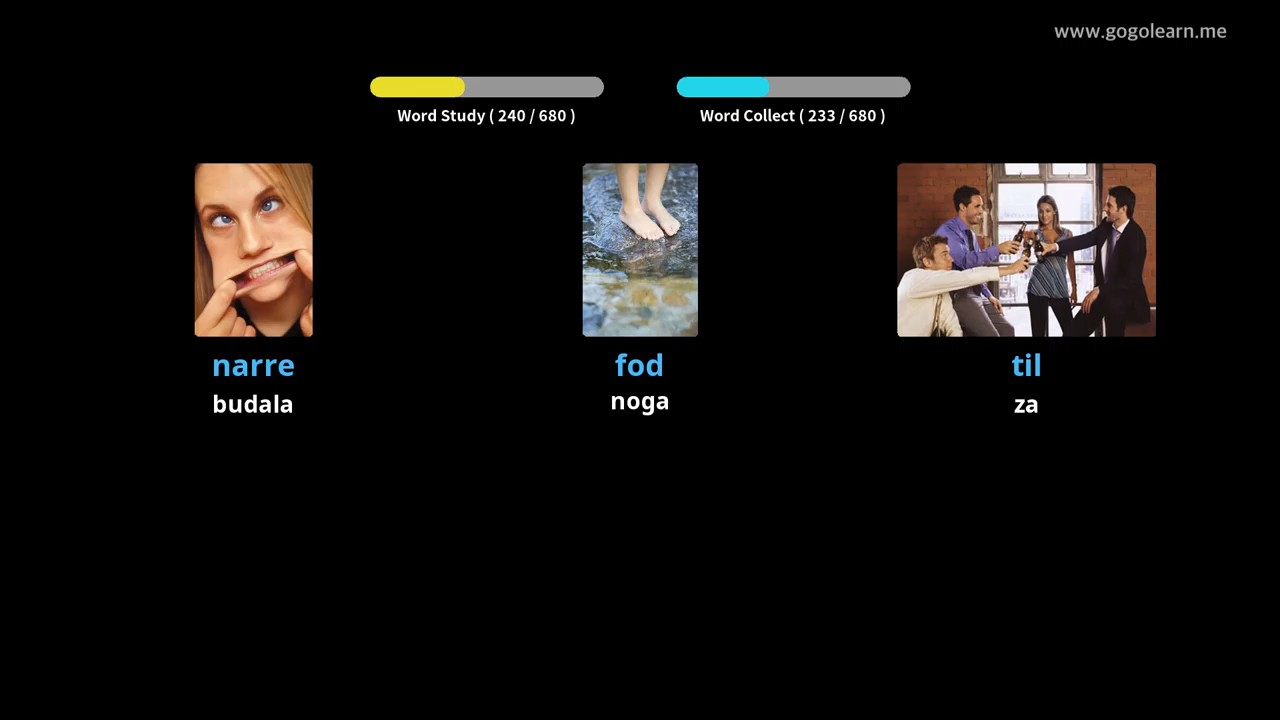 www.gogolearn.me
Word Study ( 240 / 680 )
Word Collect ( 233 / 680 )
narre
budala
fod
noga
til
za